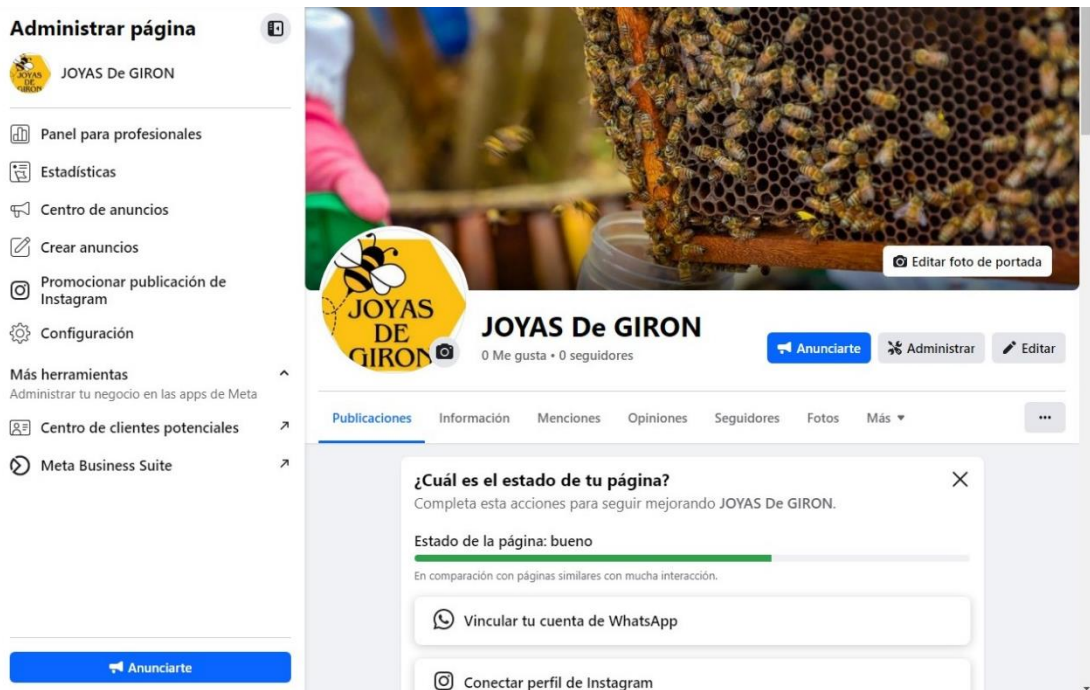 Administrar página
JOYAS
DE
GIRON
JOYAS De GIRON
Panel para profesionales
Estadísticas
Centro de anuncios
Crear anuncios
Promocionar publicación de
Instagram
Configuración
Más herramientas
Administrar tu negocio en las apps de Meta
Centro de clientes potenciales
Meta Business Suite
Anunciarte
Editar foto de portada
JOYAS
DE
GIRON
JOYAS De GIRON
0 Me gusta • 0 seguidores
Anunciarte
Administrar
Editar
Publicaciones
Información
Menciones
Opiniones
Seguidores
Fotos
Más
¿Cuál es el estado de tu página?
Completa esta acciones para seguir mejorando JOYAS De GIRON.
Estado de la página: bueno
En comparación con páginas similares con mucha interacción.
Vincular tu cuenta de WhatsApp
Conectar perfil de Instagram